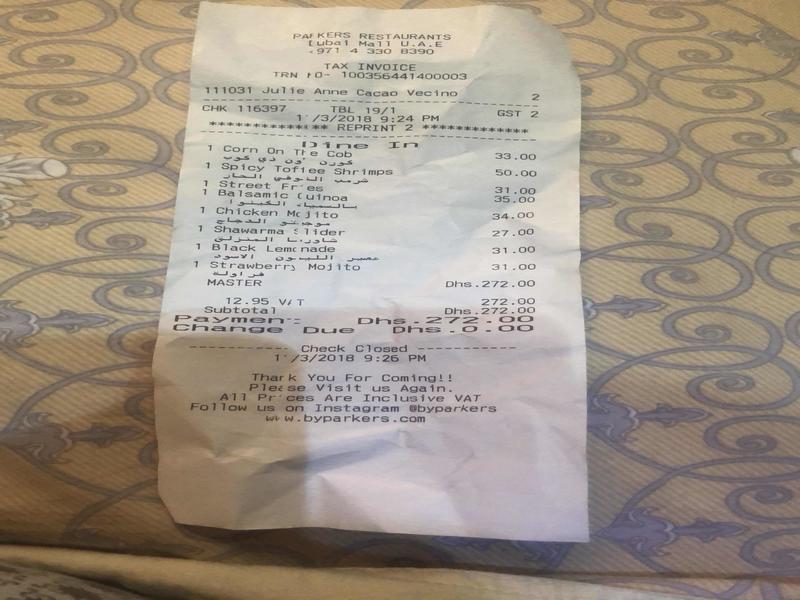 PARKERS RESTAURANTS
Dubai Mall U.A.E
+971 4 330 8390
TAX INVOICE
TRN NO- 100356441400003
111031 Julie Anne Cacao Vecino 2
CHK 116397 TBL 19/1 GST 2
/3/2018 9:24 PM
************* REPRINT 2 *************
Dine In
1 Corn On The Cob 33.00
كورن اون ذي كوب
1 Spicy Toffee Shrimps 50.00
شرمب التوفي الحار
1 Street Fries 31.00
1 Balsamic Quinoa 35.00
بالسمياك الكينوا
1 Chicken Mojito 34.00
موجيتو الدجاج
1 Shawarma Slider 27.00
شاورما المنزلق
1 Black Lemonade 31.00
عصير الليمون الاسود
1 Strawberry Mojito 31.00
فراولة
MASTER Dhs.272.00
12.95 VAT 272.00
Subtotal Dhs.272.00
Payment: Dhs.272.00
Change Due Dhs.0.00
------------ Check Closed ------------
/3/2018 9:26 PM
Thank You For Coming!!
Please Visit us Again.
All Prices Are Inclusive VAT
Follow us on Instagram @byparkers
www.byparkers.com